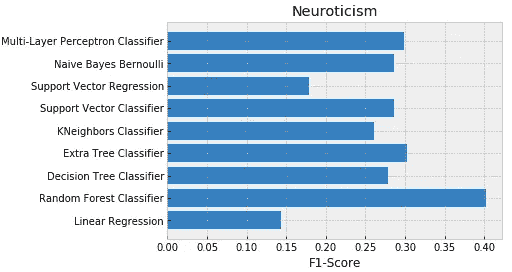 Neuroticism
Multi-Layer Perceptron Classifier
Naive Bayes Bernoulli
Support Vector Regression
Support Vector Classifier
KNeighbors Classifier
Extra Tree Classifier
Decision Tree Classifier
Random Forest Classifier
Linear Regression
0.00 0.05 0.10 0.15 0.20 0.25 0.30 0.35 0.40
F1-Score